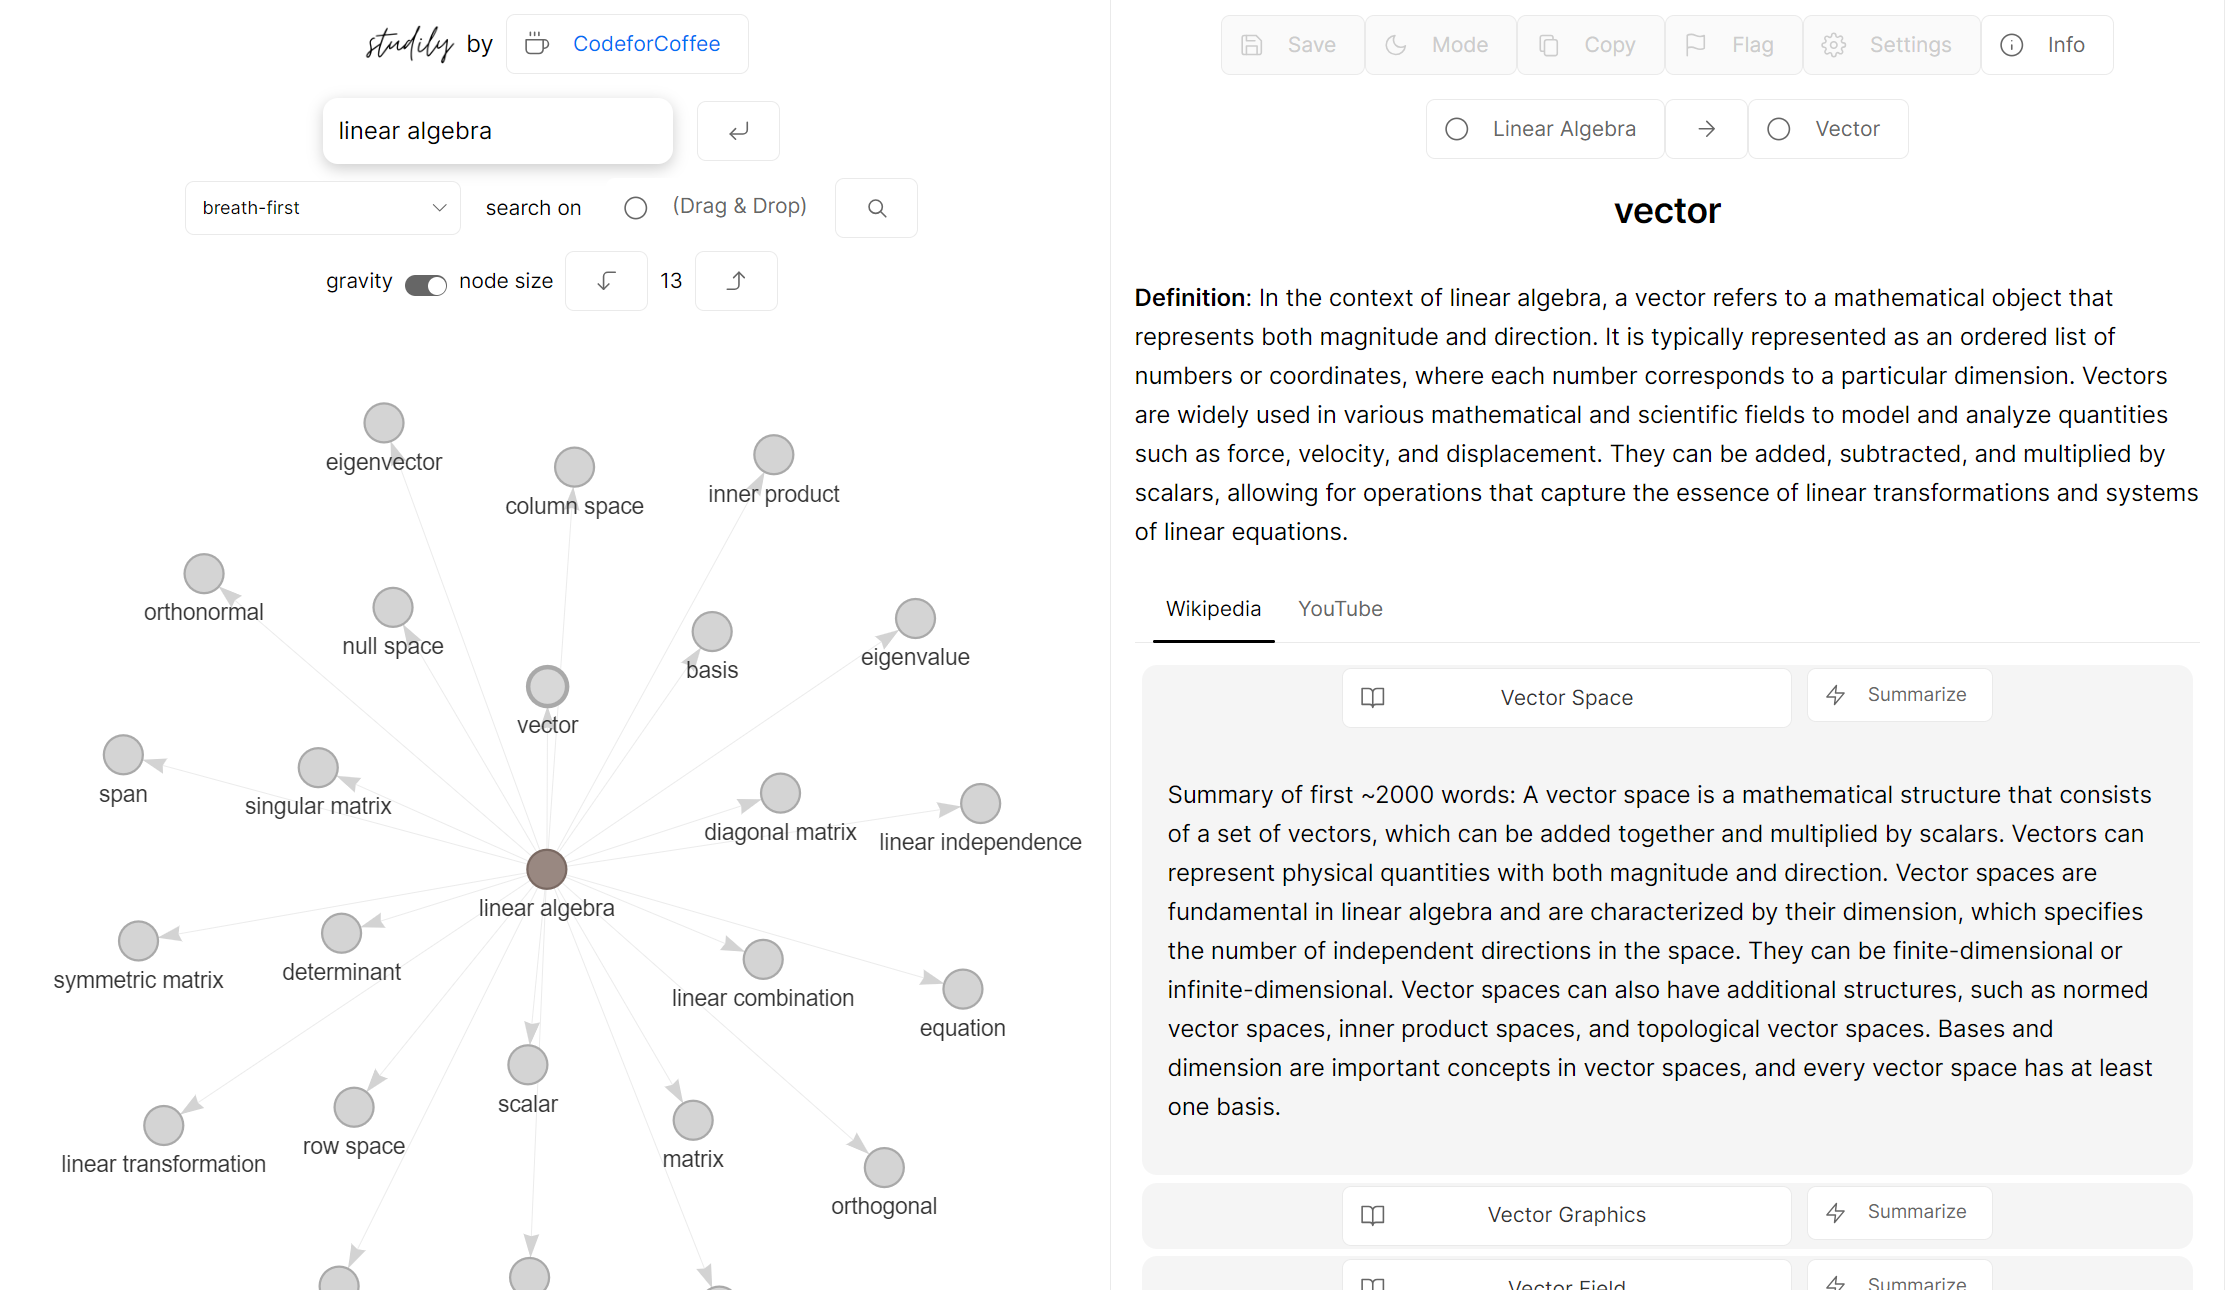 studily by CodeforCoffee
linear algebra
breath-first search on (Drag & Drop)
gravity node size 13
eigenvector
column space
inner product
orthonormal
null space
basis
eigenvalue
vector
span
singular matrix
diagonal matrix
linear independence
linear algebra
symmetric matrix
determinant
linear combination
equation
scalar
linear transformation
row space
matrix
orthogonal
Save Mode Copy Flag Settings Info
Linear Algebra Vector
vector
Definition: In the context of linear algebra, a vector refers to a mathematical object that
represents both magnitude and direction. It is typically represented as an ordered list of
numbers or coordinates, where each number corresponds to a particular dimension. Vectors
are widely used in various mathematical and scientific fields to model and analyze quantities
such as force, velocity, and displacement. They can be added, subtracted, and multiplied by
scalars, allowing for operations that capture the essence of linear transformations and systems
of linear equations.
Wikipedia YouTube
Vector Space Summarize
Summary of first ~2000 words: A vector space is a mathematical structure that consists
of a set of vectors, which can be added together and multiplied by scalars. Vectors can
represent physical quantities with both magnitude and direction. Vector spaces are
fundamental in linear algebra and are characterized by their dimension, which specifies
the number of independent directions in the space. They can be finite-dimensional or
infinite-dimensional. Vector spaces can also have additional structures, such as normed
vector spaces, inner product spaces, and topological vector spaces. Bases and
dimension are important concepts in vector spaces, and every vector space has at least
one basis.
Vector Graphics Summarize
Vector Field Summarize